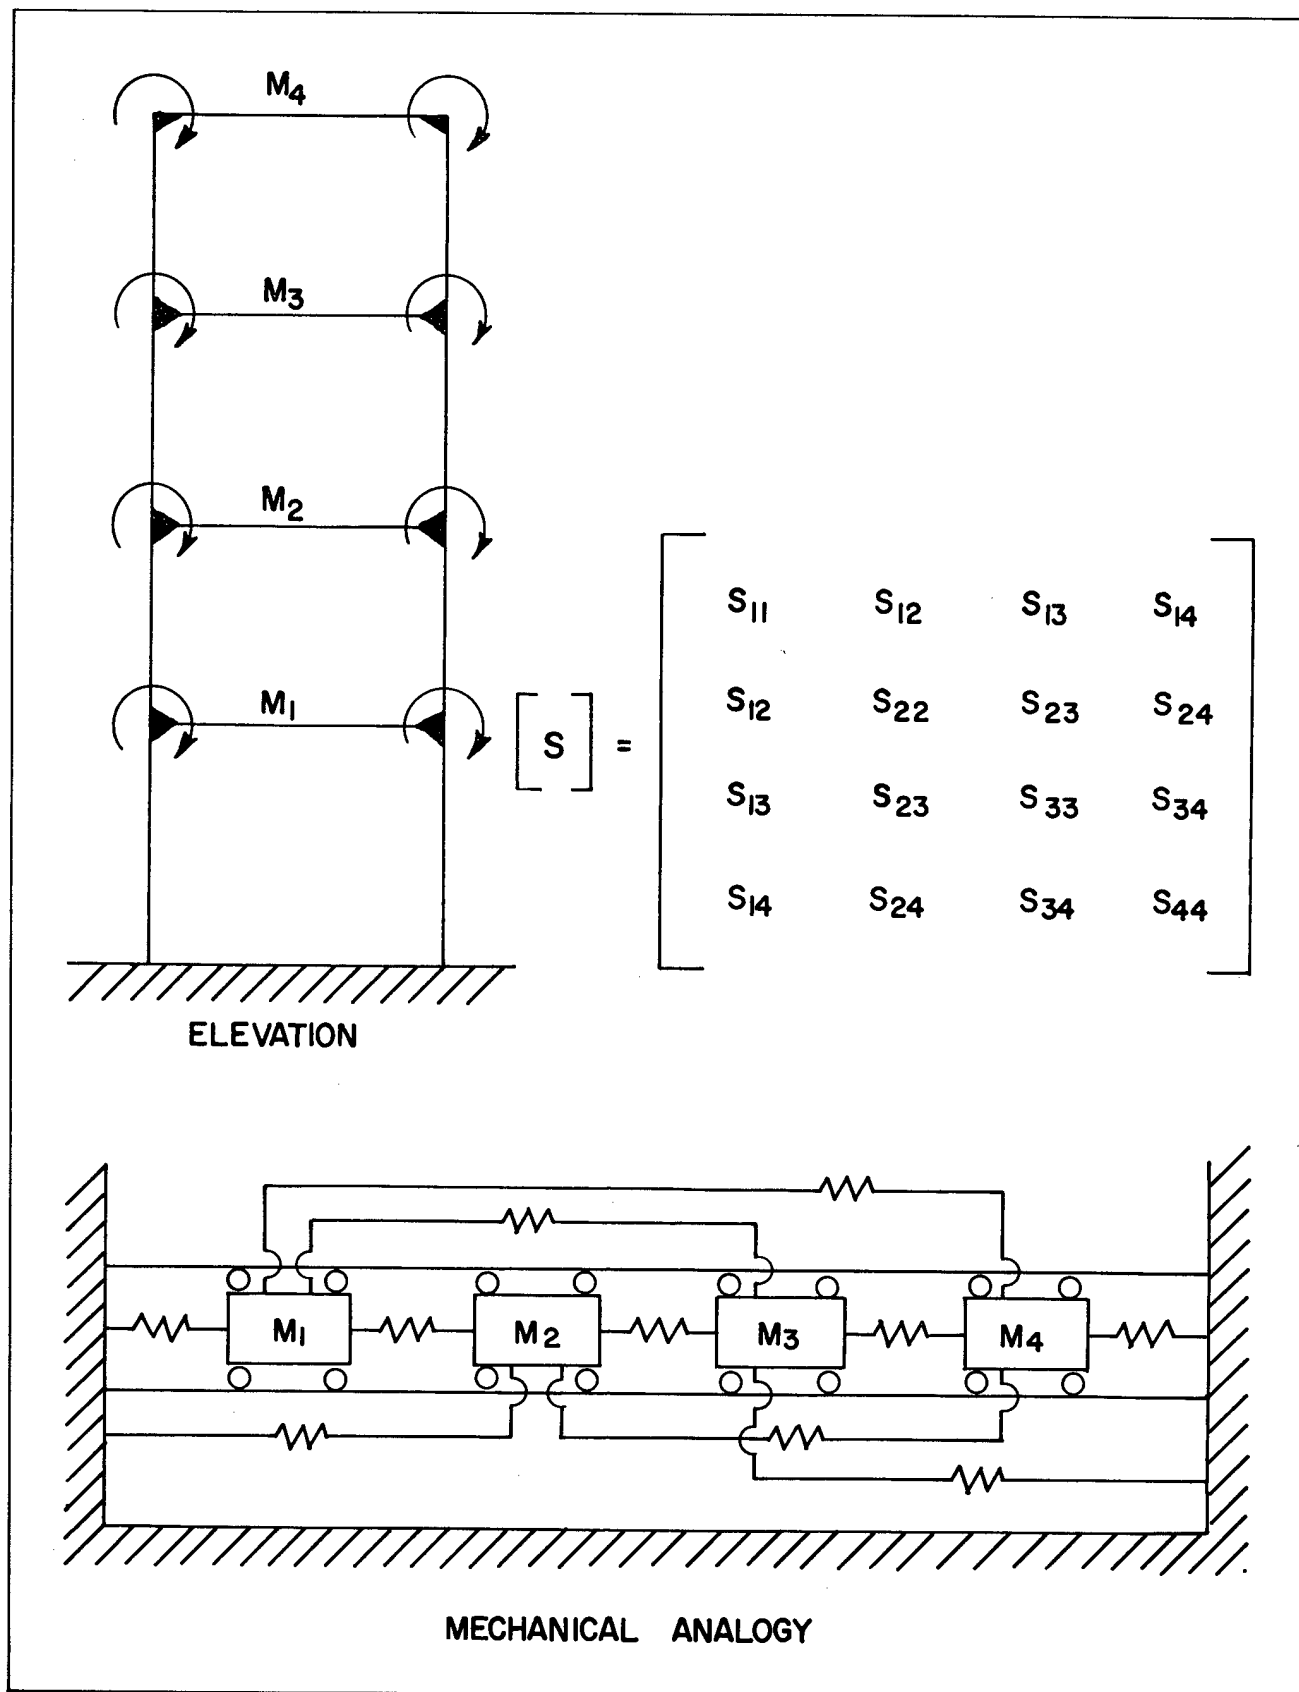 M4
M3
M2
M1
[S] =
S11 S12 S13 S14
S12 S22 S23 S24
S13 S23 S33 S34
S14 S24 S34 S44
ELEVATION
M1 M2 M3 M4
MECHANICAL ANALOGY